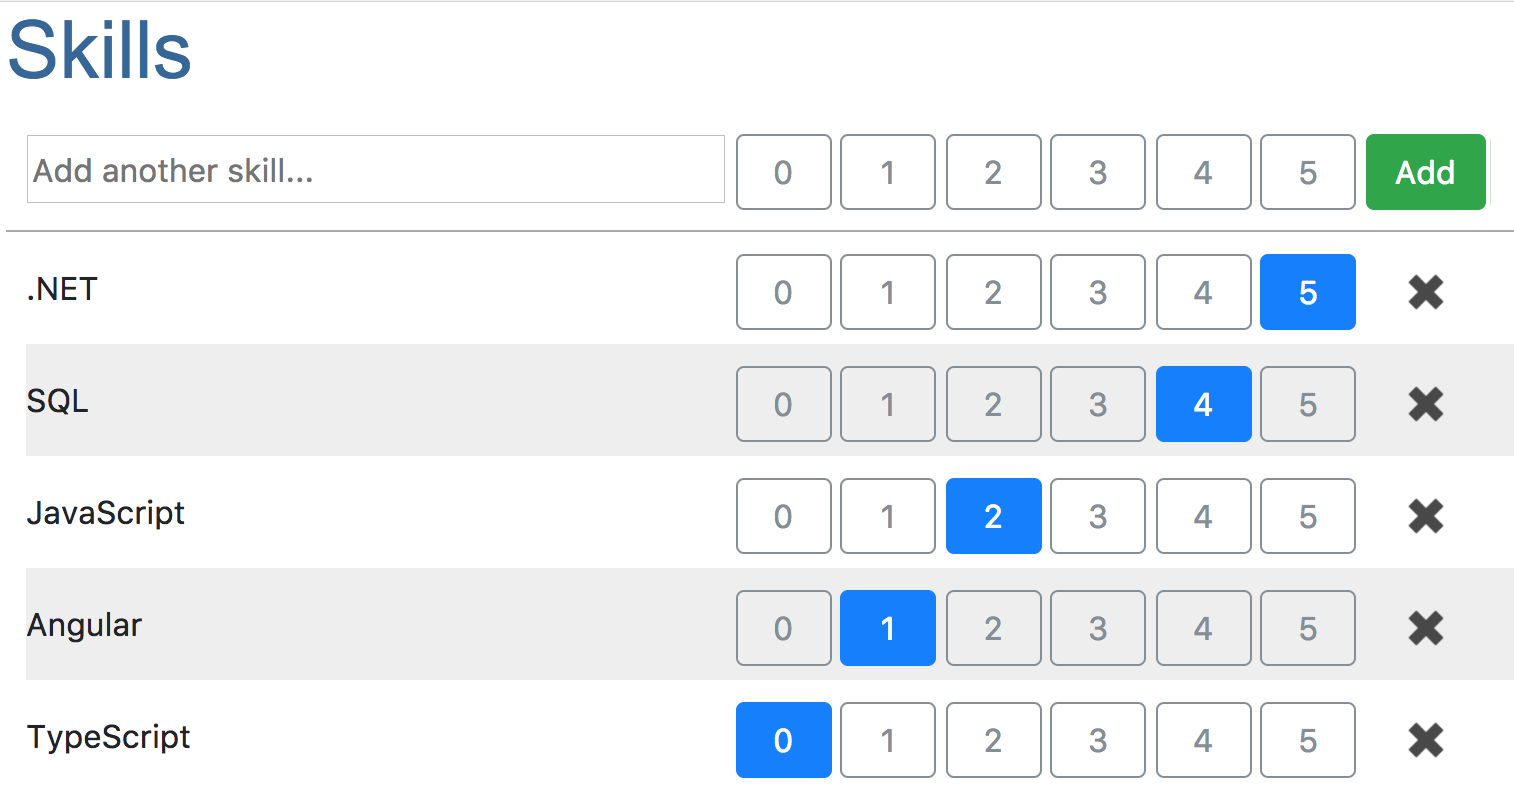 Skills
Add another skill... 0 1 2 3 4 5 Add
.NET 0 1 2 3 4 5 ✖
SQL 0 1 2 3 4 5 ✖
JavaScript 0 1 2 3 4 5 ✖
Angular 0 1 2 3 4 5 ✖
TypeScript 0 1 2 3 4 5 ✖